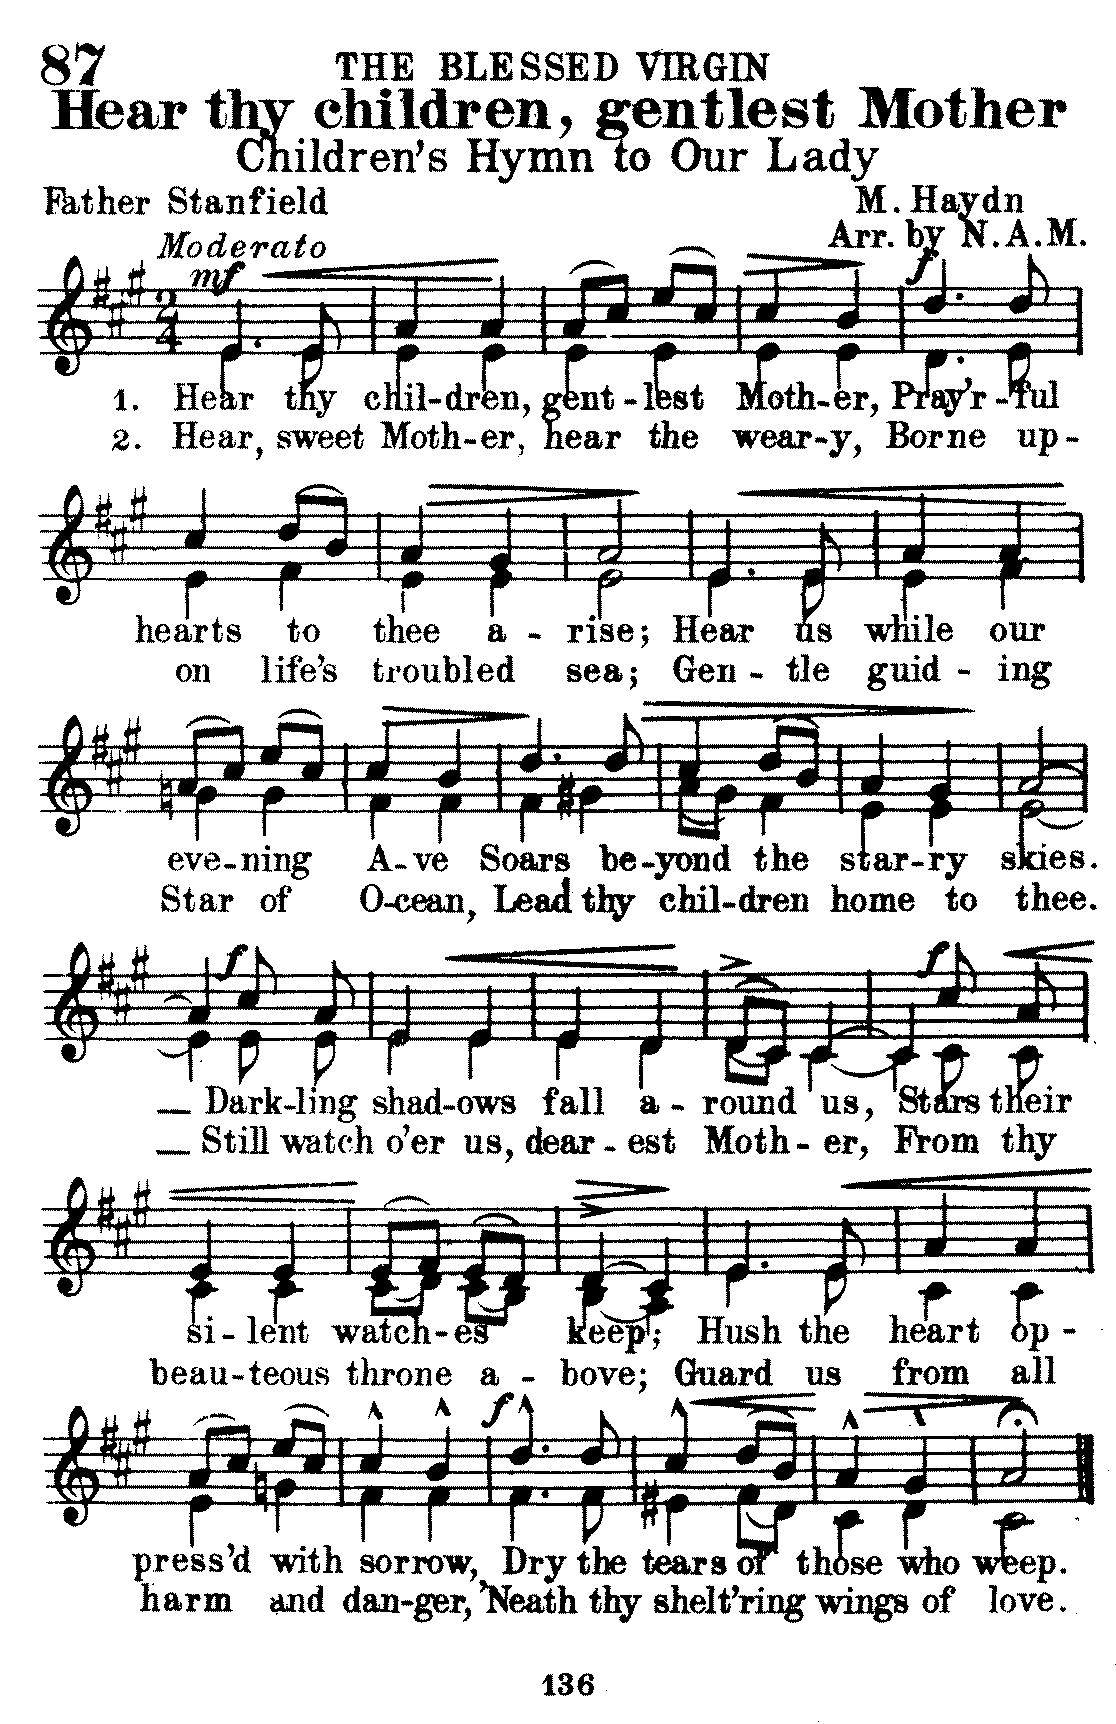 87
THE BLESSED VIRGIN
Hear thy children, gentlest Mother
Children's Hymn to Our Lady
Father Stanfield
M. Haydn
Arr. by N.A.M.
Moderato
mf
f
1. Hear thy chil-dren, gent-lest Moth-er, Pray'r-ful
2. Hear, sweet Moth-er, hear the wear-y, Borne up-
hearts to thee a - rise; Hear us while our
on life's troubled sea; Gen - tle guid - ing
eve-ning A-ve Soars be-yond the star-ry skies.
Star of O-cean, Lead thy chil-dren home to thee.
f
f
Dark-ling shad-ows fall a - round us, Stars their
Still watch o'er us, dear - est Moth - er, From thy
si - lent watch-es keep; Hush the heart op -
beau-teous throne a - bove; Guard us from all
f
press'd with sorrow, Dry the tears of those who weep.
harm and dan-ger, 'Neath thy shelt'ring wings of love.
136